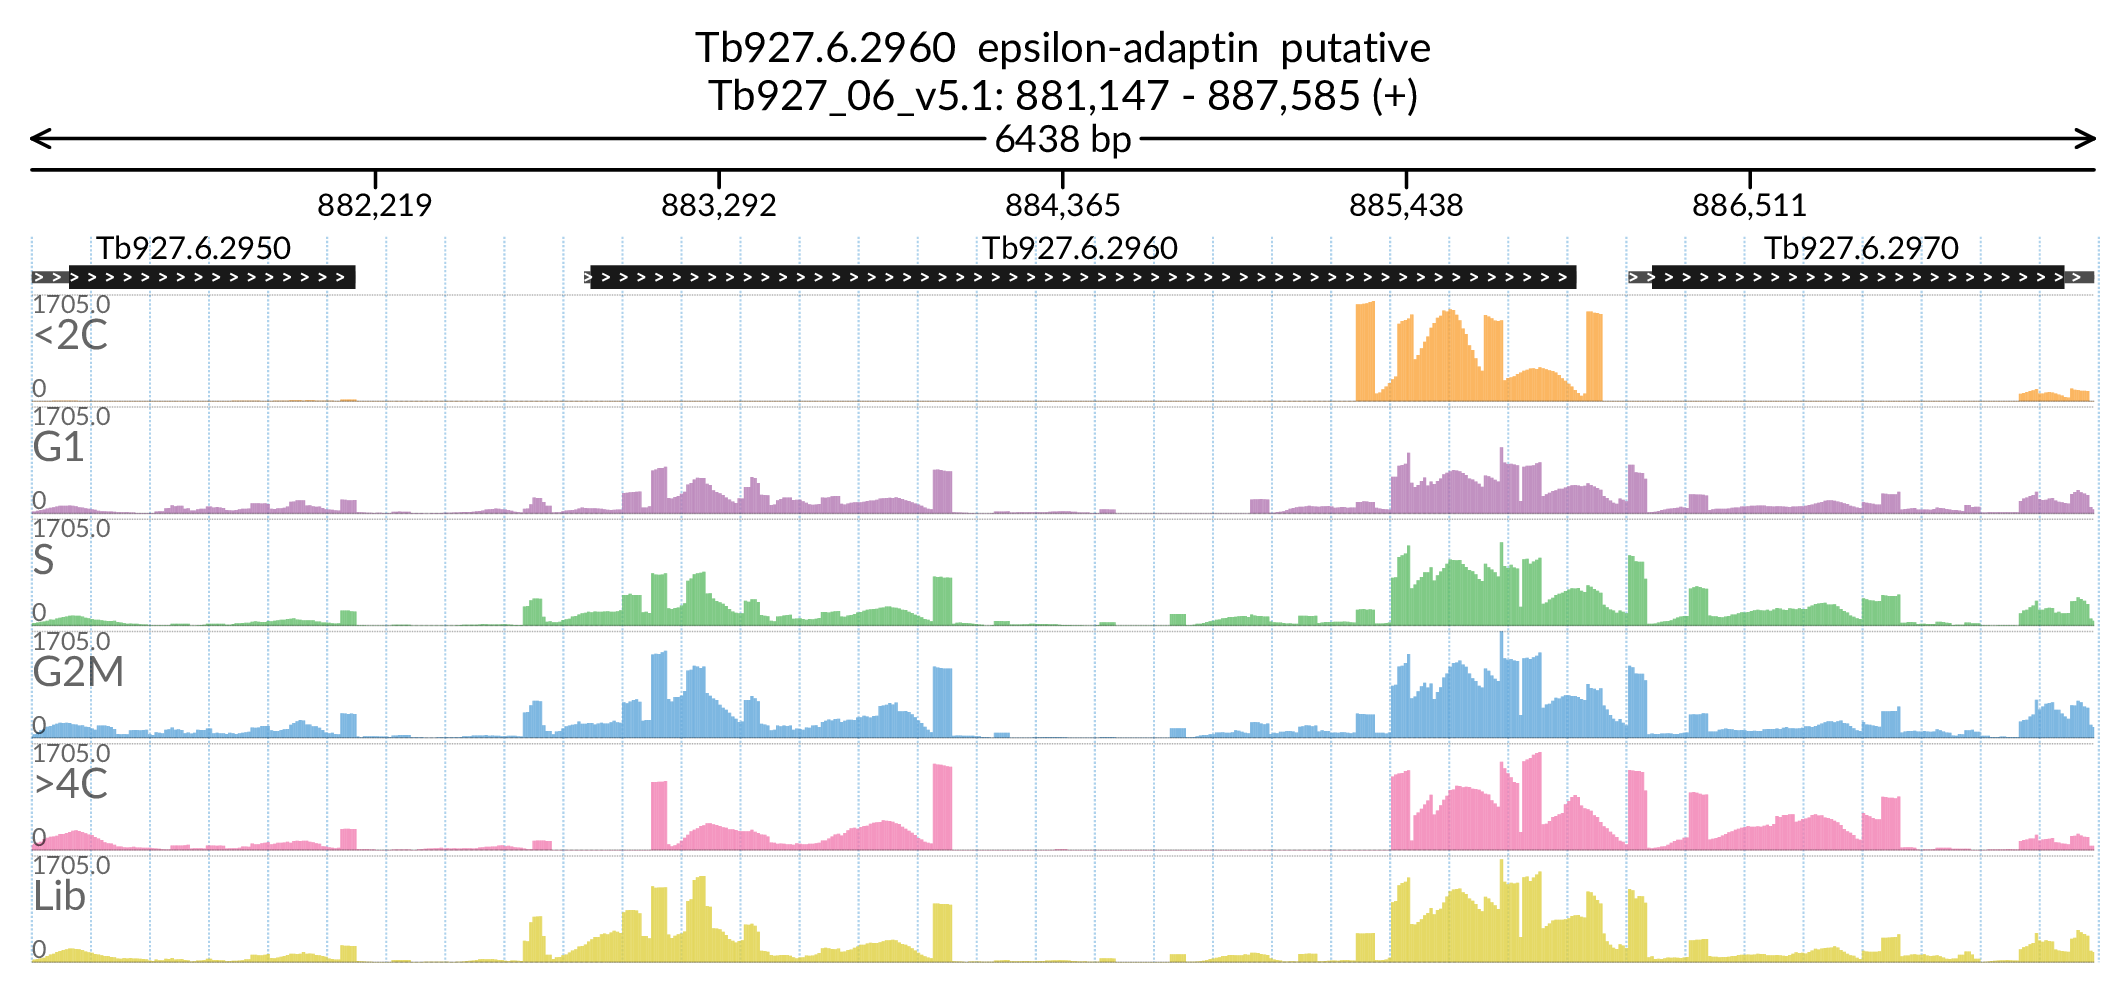 Tb927.6.2960 epsilon-adaptin putative
Tb927_06_v5.1: 881,147 - 887,585 (+)
6438 bp
882,219 883,292 884,365 885,438 886,511
Tb927.6.2950 Tb927.6.2960 Tb927.6.2970
1705.0
<2C
0
1705.0
G1
0
1705.0
S
0
1705.0
G2M
0
1705.0
>4C
0
1705.0
Lib
0